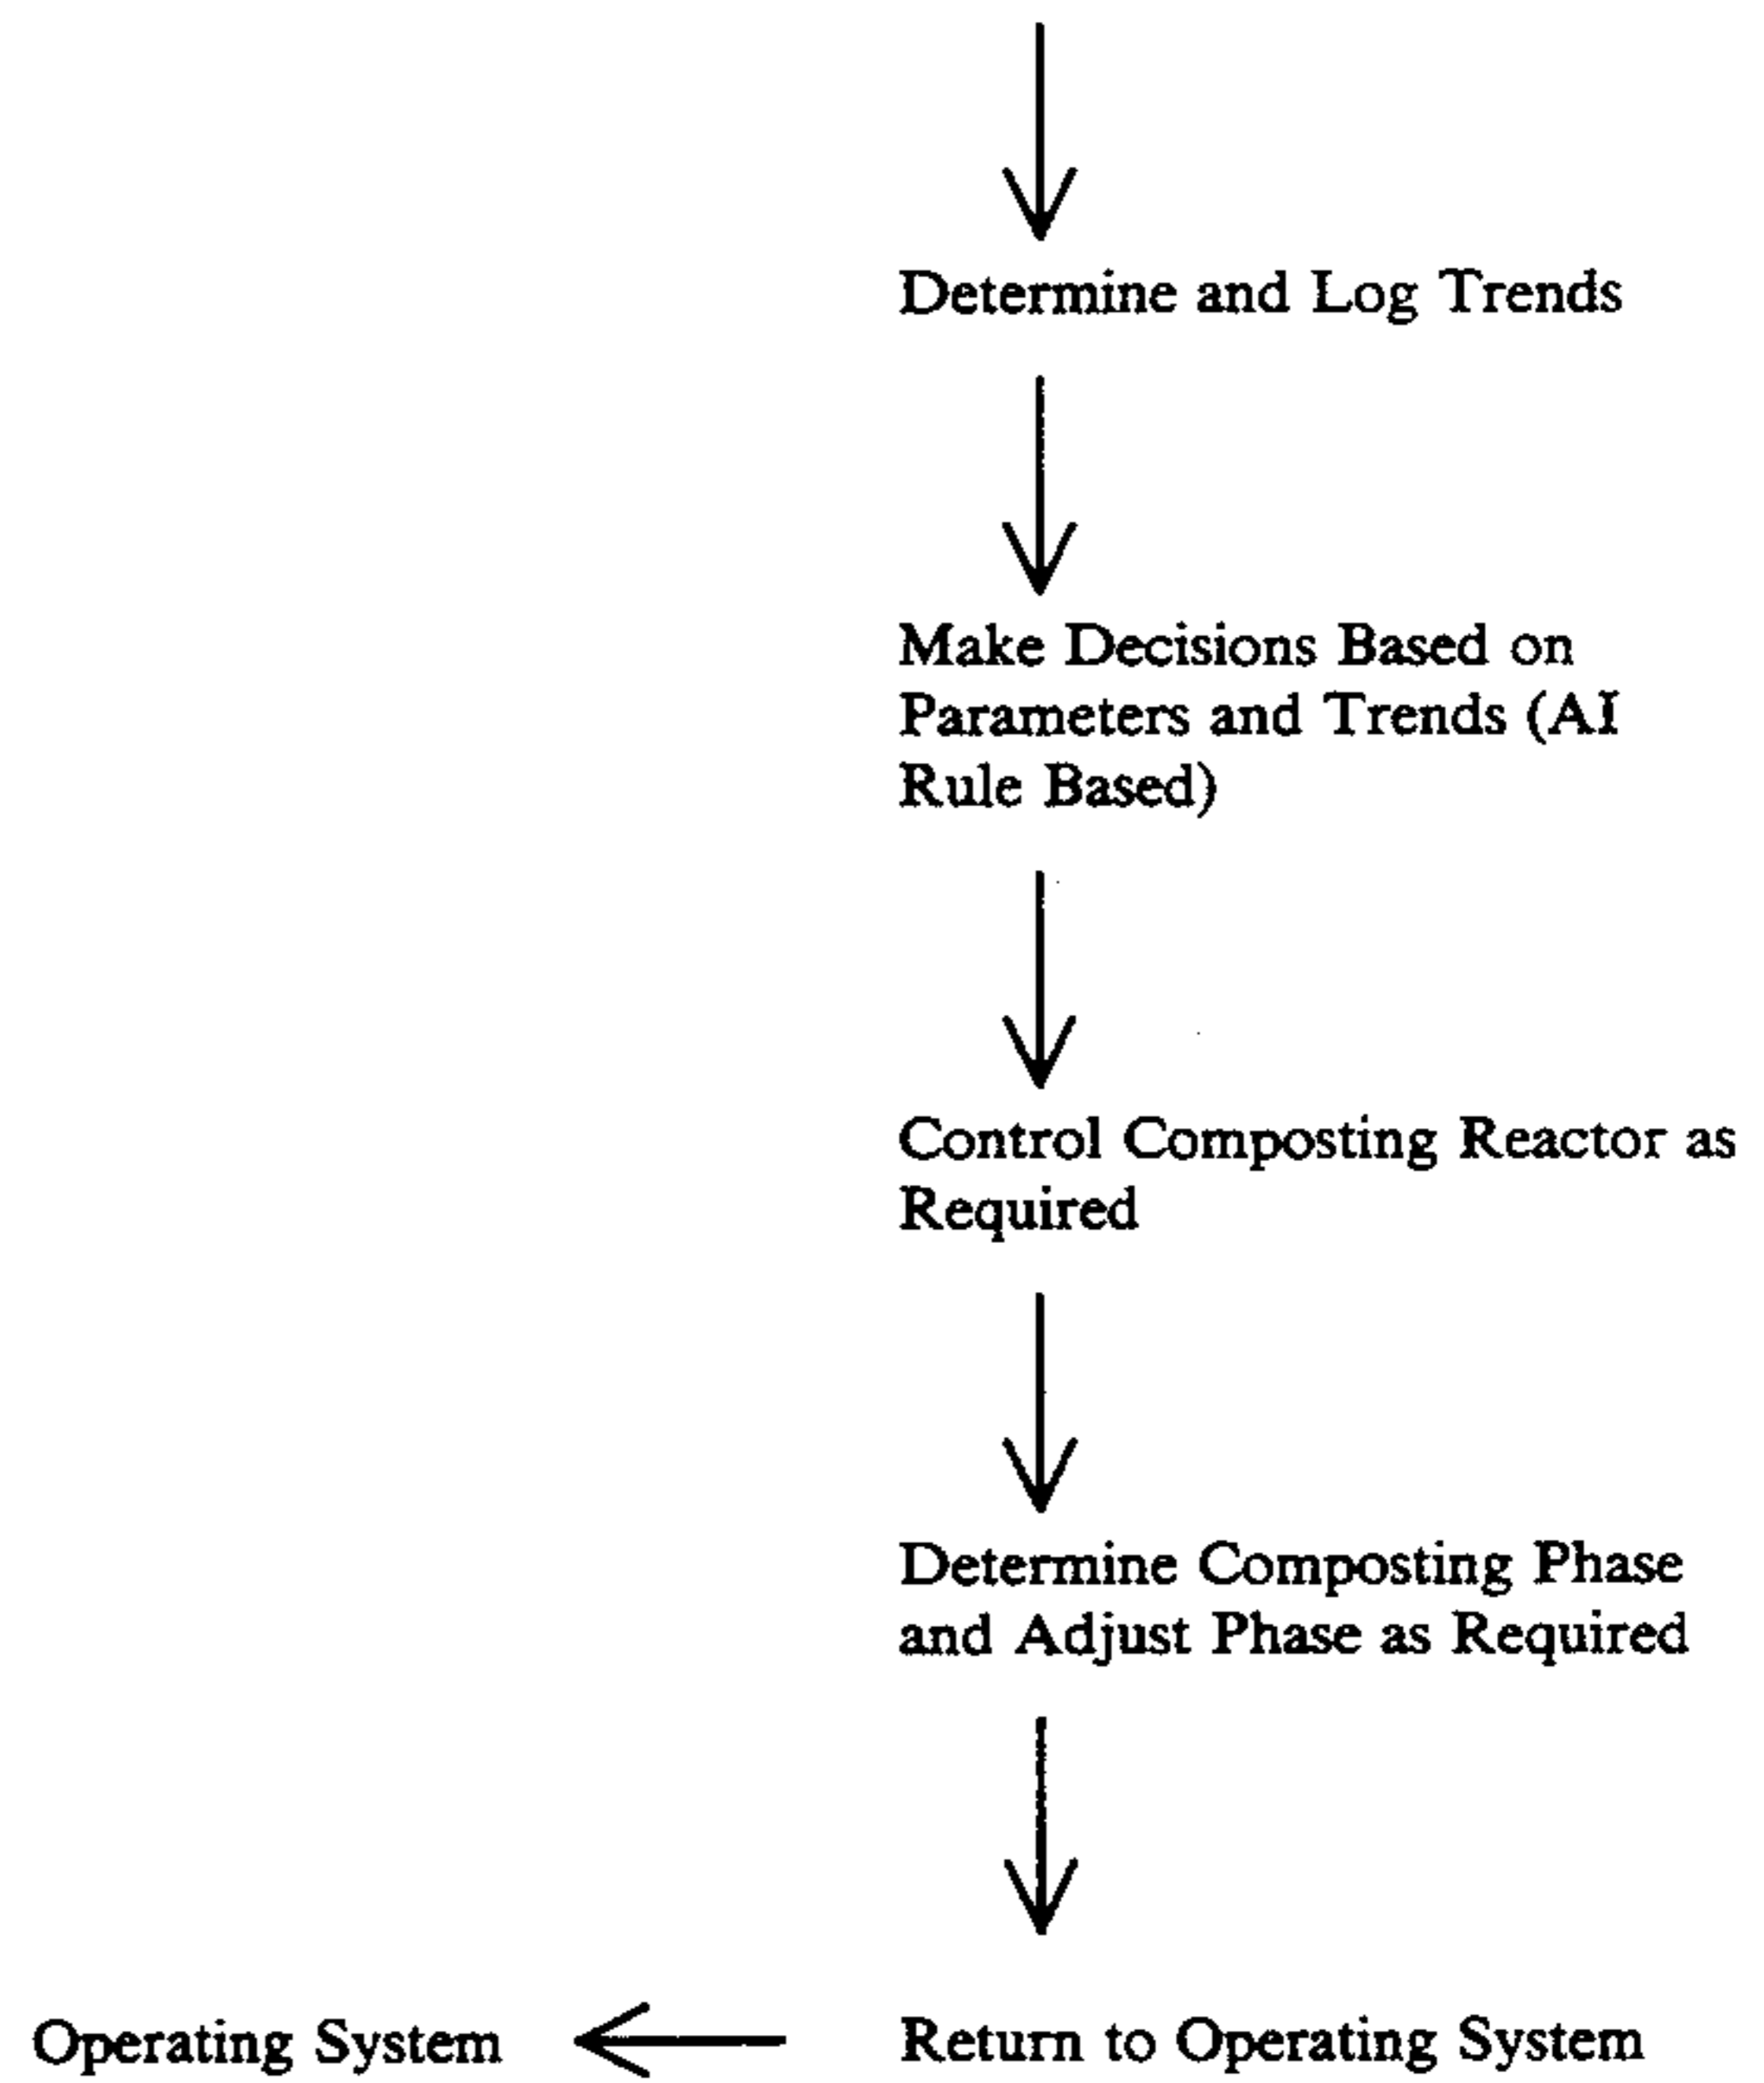 Determine and Log Trends
Make Decisions Based on
Parameters and Trends (AI
Rule Based)
Control Composting Reactor as
Required
Determine Composting Phase
and Adjust Phase as Required
Operating System
Return to Operating System